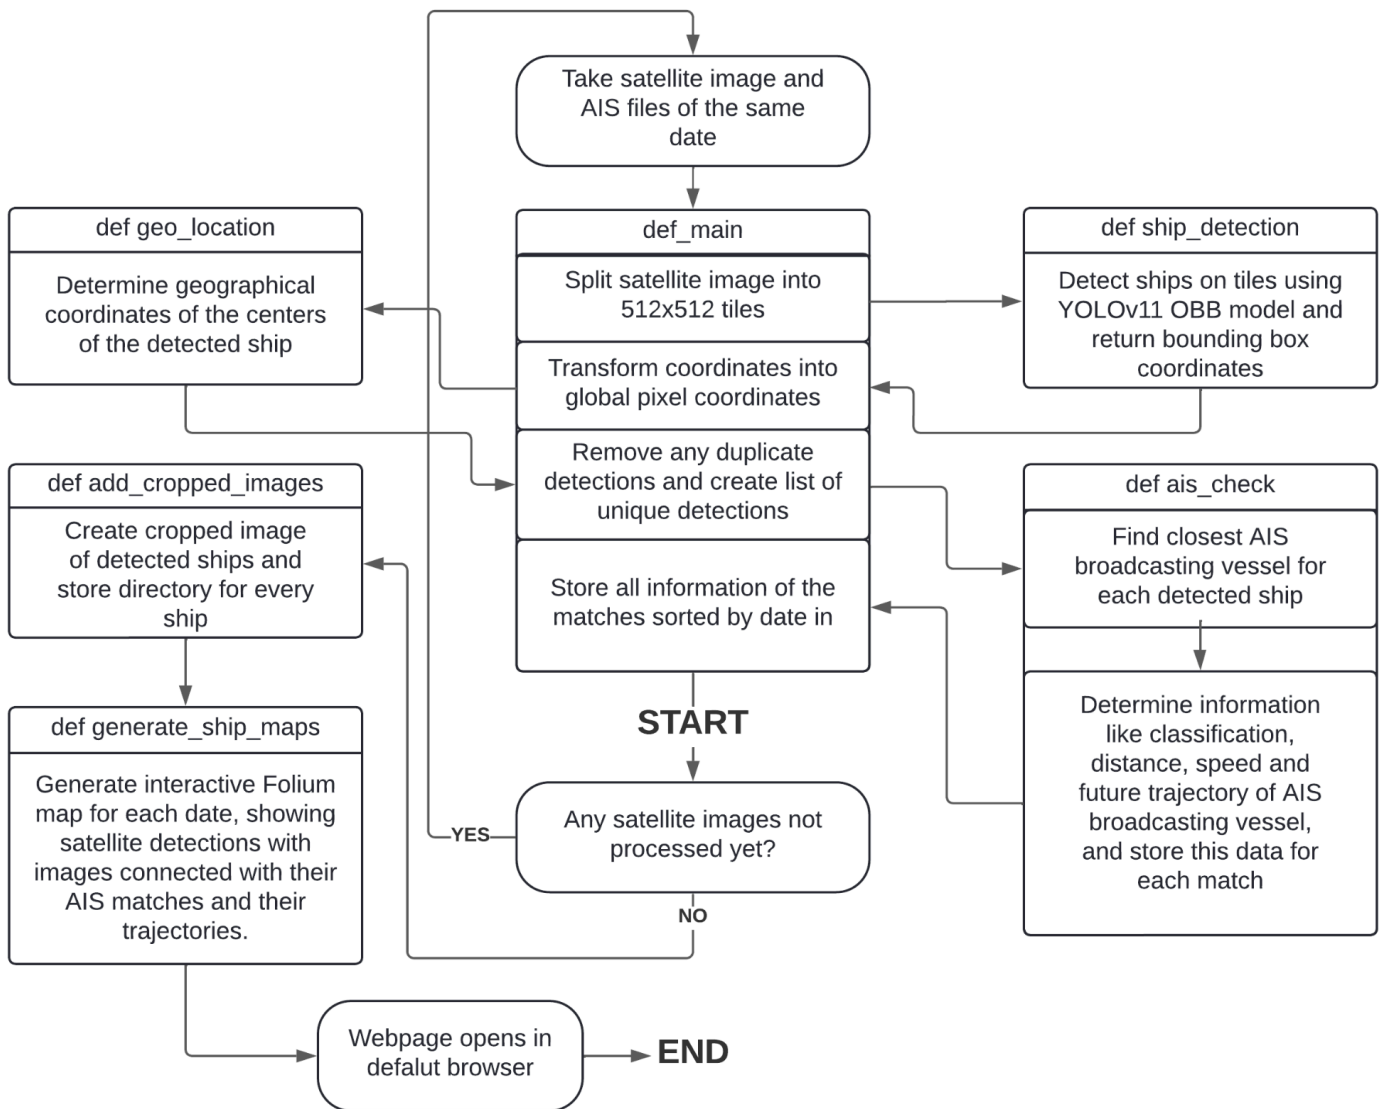 Take satellite image and
AIS files of the same
date
def geo_location
Determine geographical
coordinates of the centers
of the detected ship
def_main
Split satellite image into
512x512 tiles
Transform coordinates into
global pixel coordinates
Remove any duplicate
detections and create list of
unique detections
Store all information of the
matches sorted by date in
def ship_detection
Detect ships on tiles using
YOLOv11 OBB model and
return bounding box
coordinates
def add_cropped_images
Create cropped image
of detected ships and
store directory for every
ship
def ais_check
Find closest AIS
broadcasting vessel for
each detected ship
Determine information
like classification,
distance, speed and
future trajectory of AIS
broadcasting vessel,
and store this data for
each match
START
def generate_ship_maps
Generate interactive Folium
map for each date, showing
satellite detections with
images connected with their
AIS matches and their
trajectories.
YES
Any satellite images not
processed yet?
NO
Webpage opens in
defalut browser
END